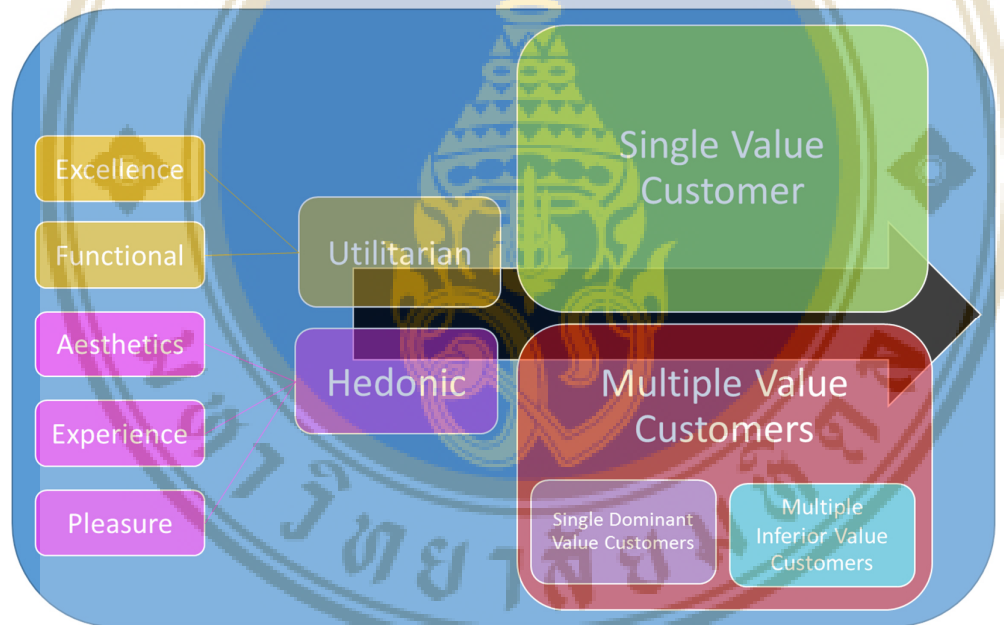 Excellence
Functional
Aesthetics
Experience
Pleasure
Utilitarian
Hedonic
Single Value
Customer
Multiple Value
Customers
Single Dominant
Value Customers
Multiple
Inferior Value
Customers